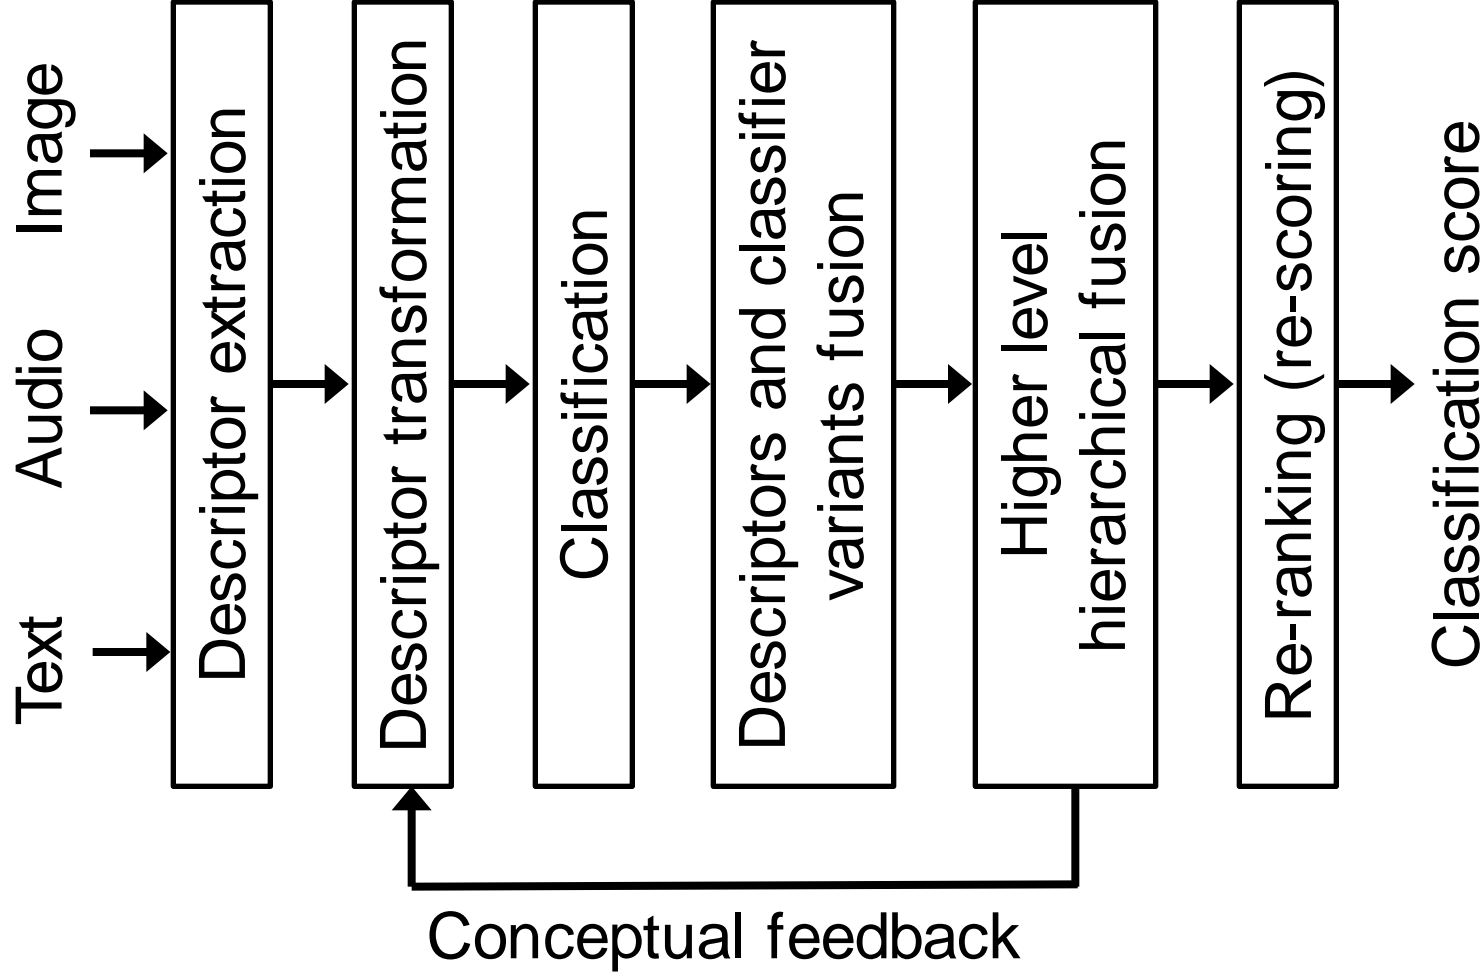 Image
Audio
Text
Descriptor extraction
Descriptor transformation
Classification
Descriptors and classifier
variants fusion
Higher level
hierarchical fusion
Re-ranking (re-scoring)
Classification score
Conceptual feedback